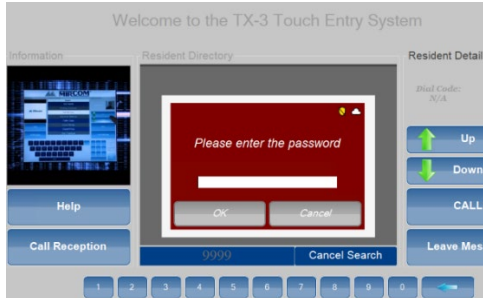 Welcome to the TX-3 Touch Entry System
Information
Resident Directory
Resident Detail
MIRCOM
Dial Code:
N/A
Please enter the password
Up
Down
OK
Cancel
Help
CALL
Call Reception
9999
Cancel Search
Leave Mes
1 2 3 4 5 6 7 8 9 0